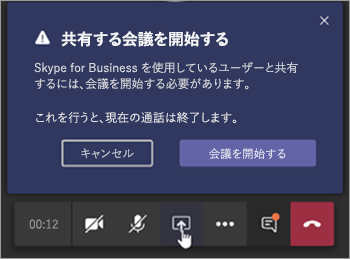 共有する会議を開始する
Skype for Business を使用しているユーザーと共有
するには、会議を開始する必要があります。
これを行うと、現在の通話は終了します。
キャンセル
会議を開始する
00:12